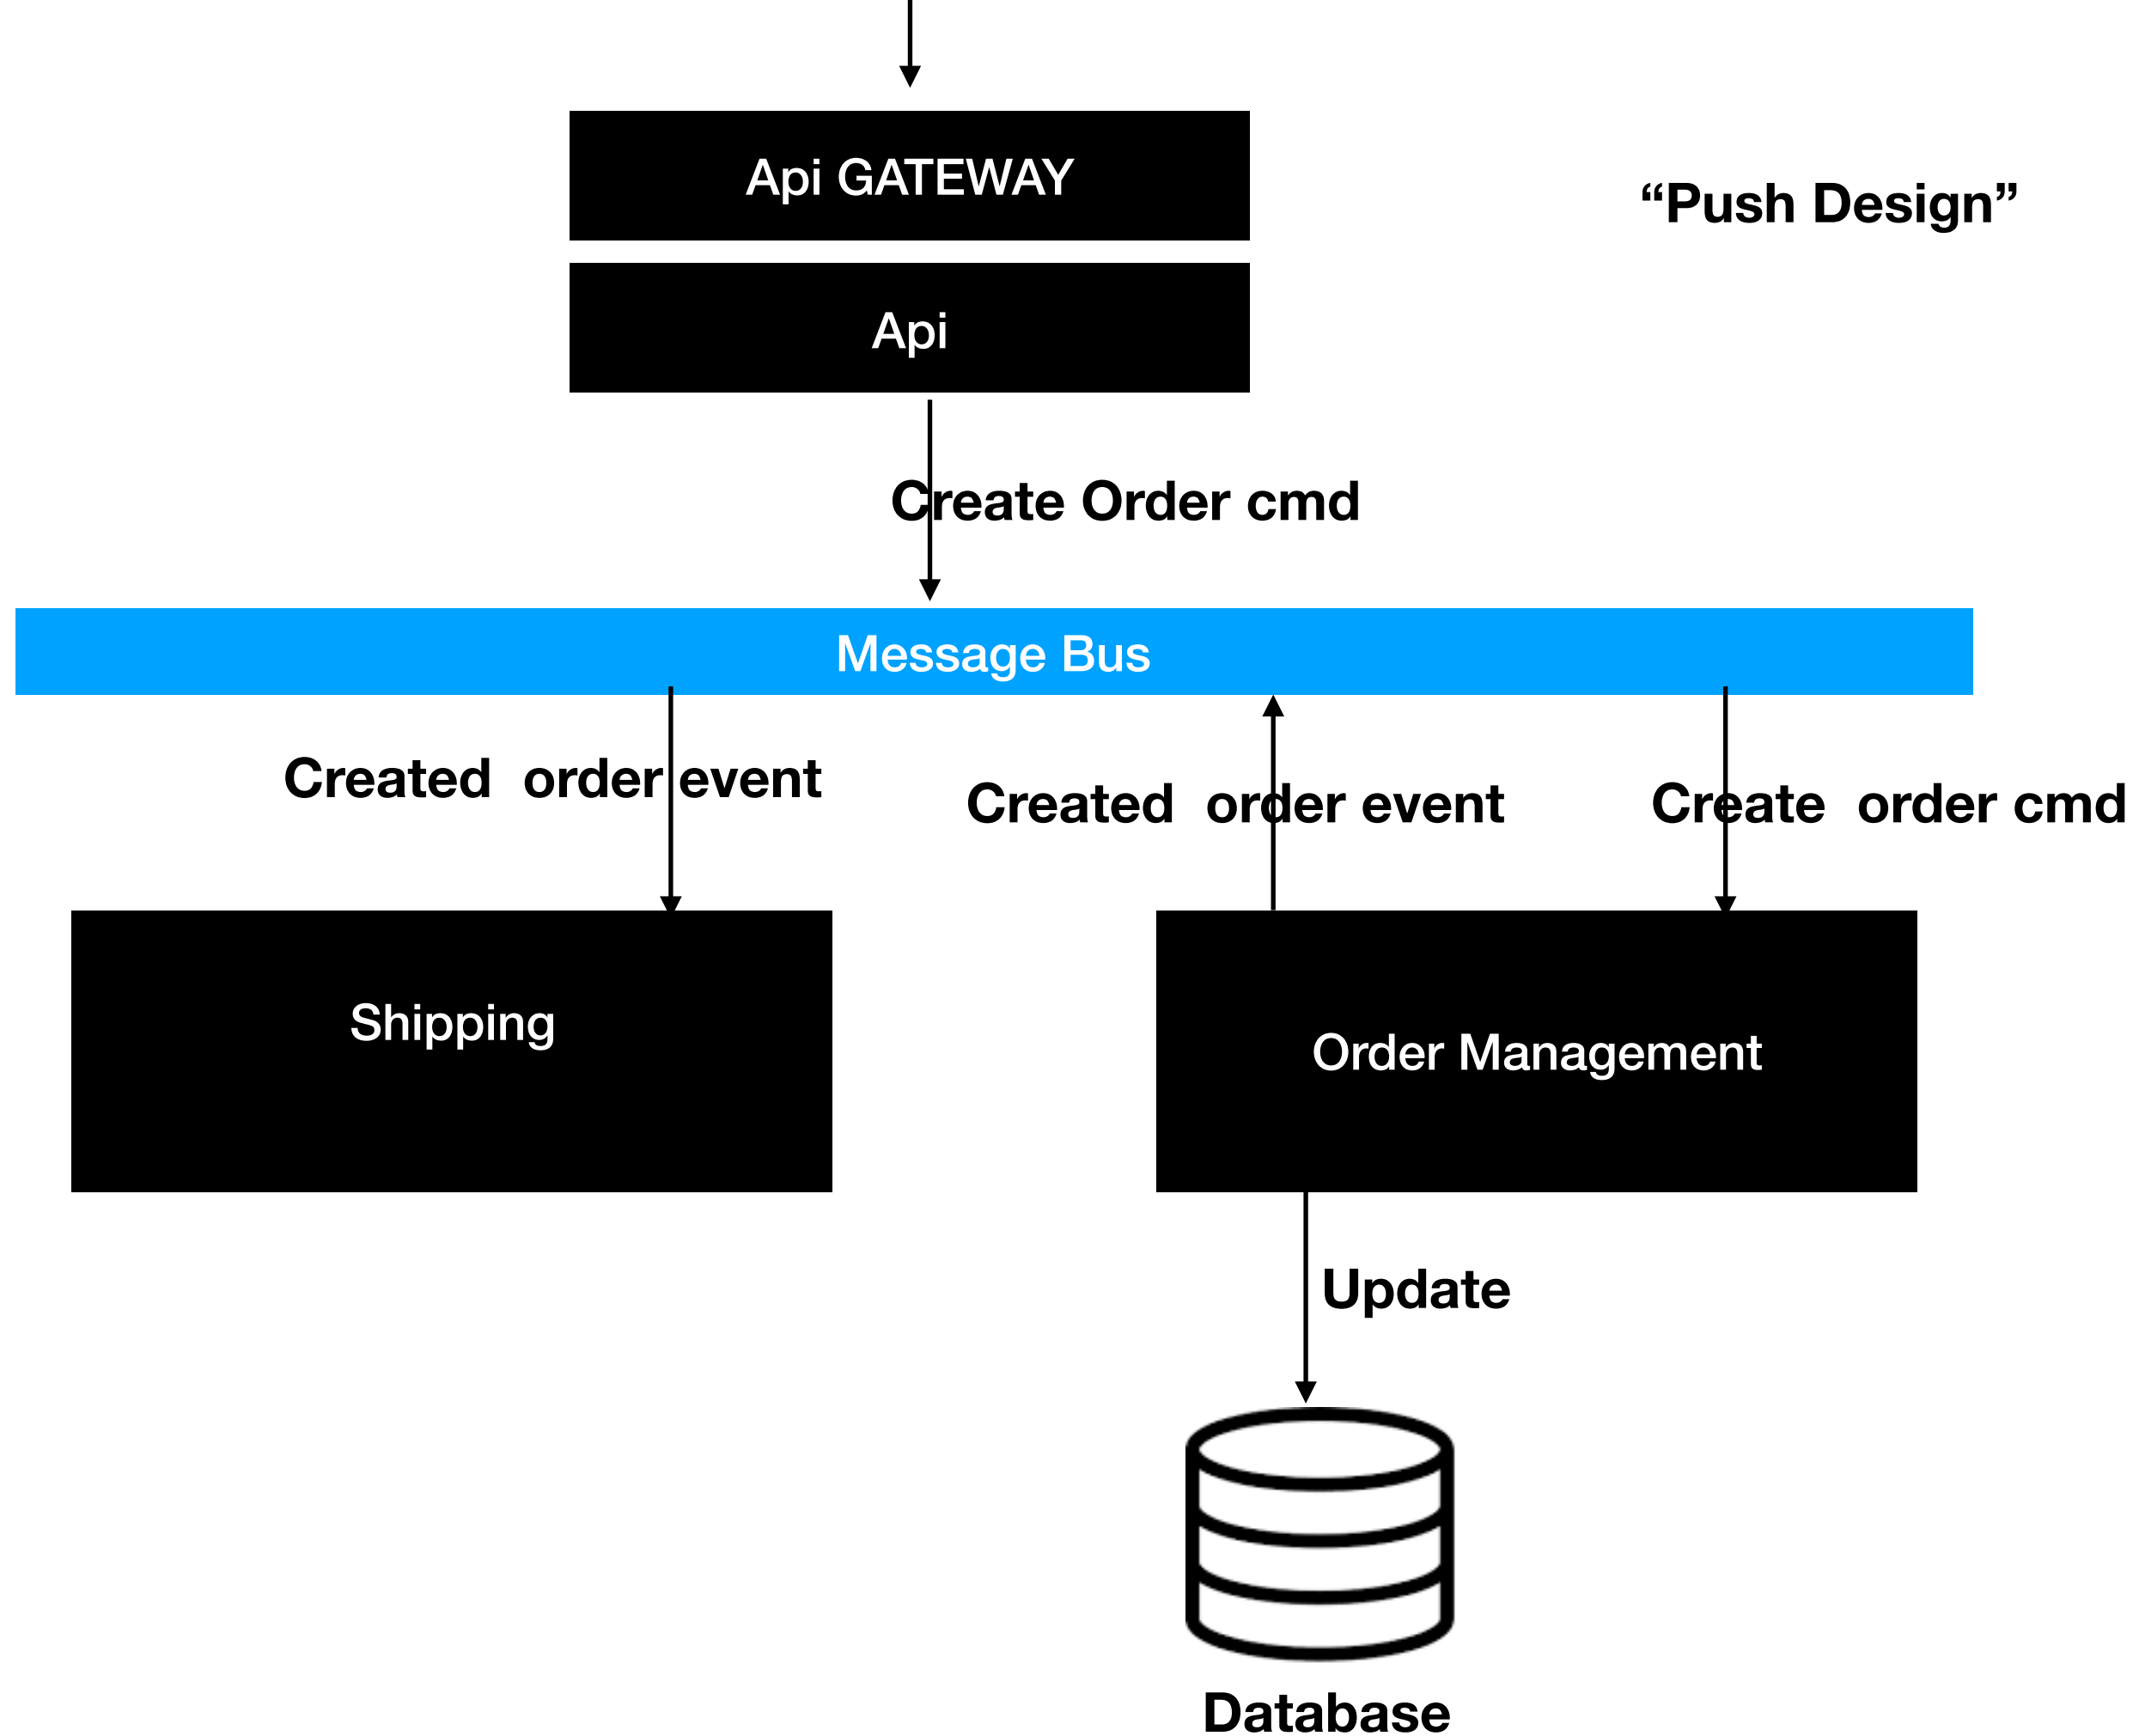 Api GATEWAY
“Push Design”
Api
Create Order cmd
Message Bus
Created order event
Created order event
Create order cmd
Shipping
Order Management
Update
Database